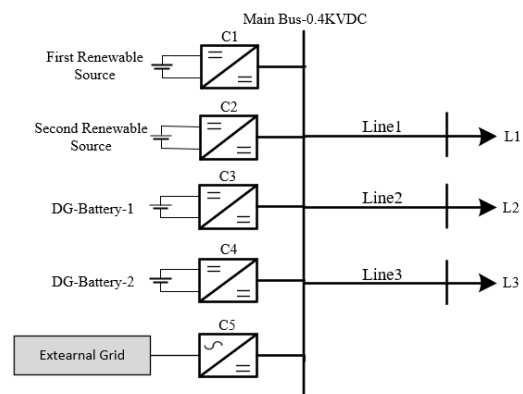 Main Bus-0.4KVDC
C1
First Renewable
Source
C2
Second Renewable
Source
Line1
L1
C3
DG-Battery-1
Line2
L2
C4
DG-Battery-2
Line3
L3
C5
Extearnal Grid